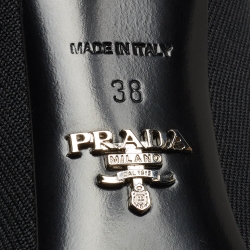 MADE IN ITALY
38
PRADA
MILANO
DAL 1913